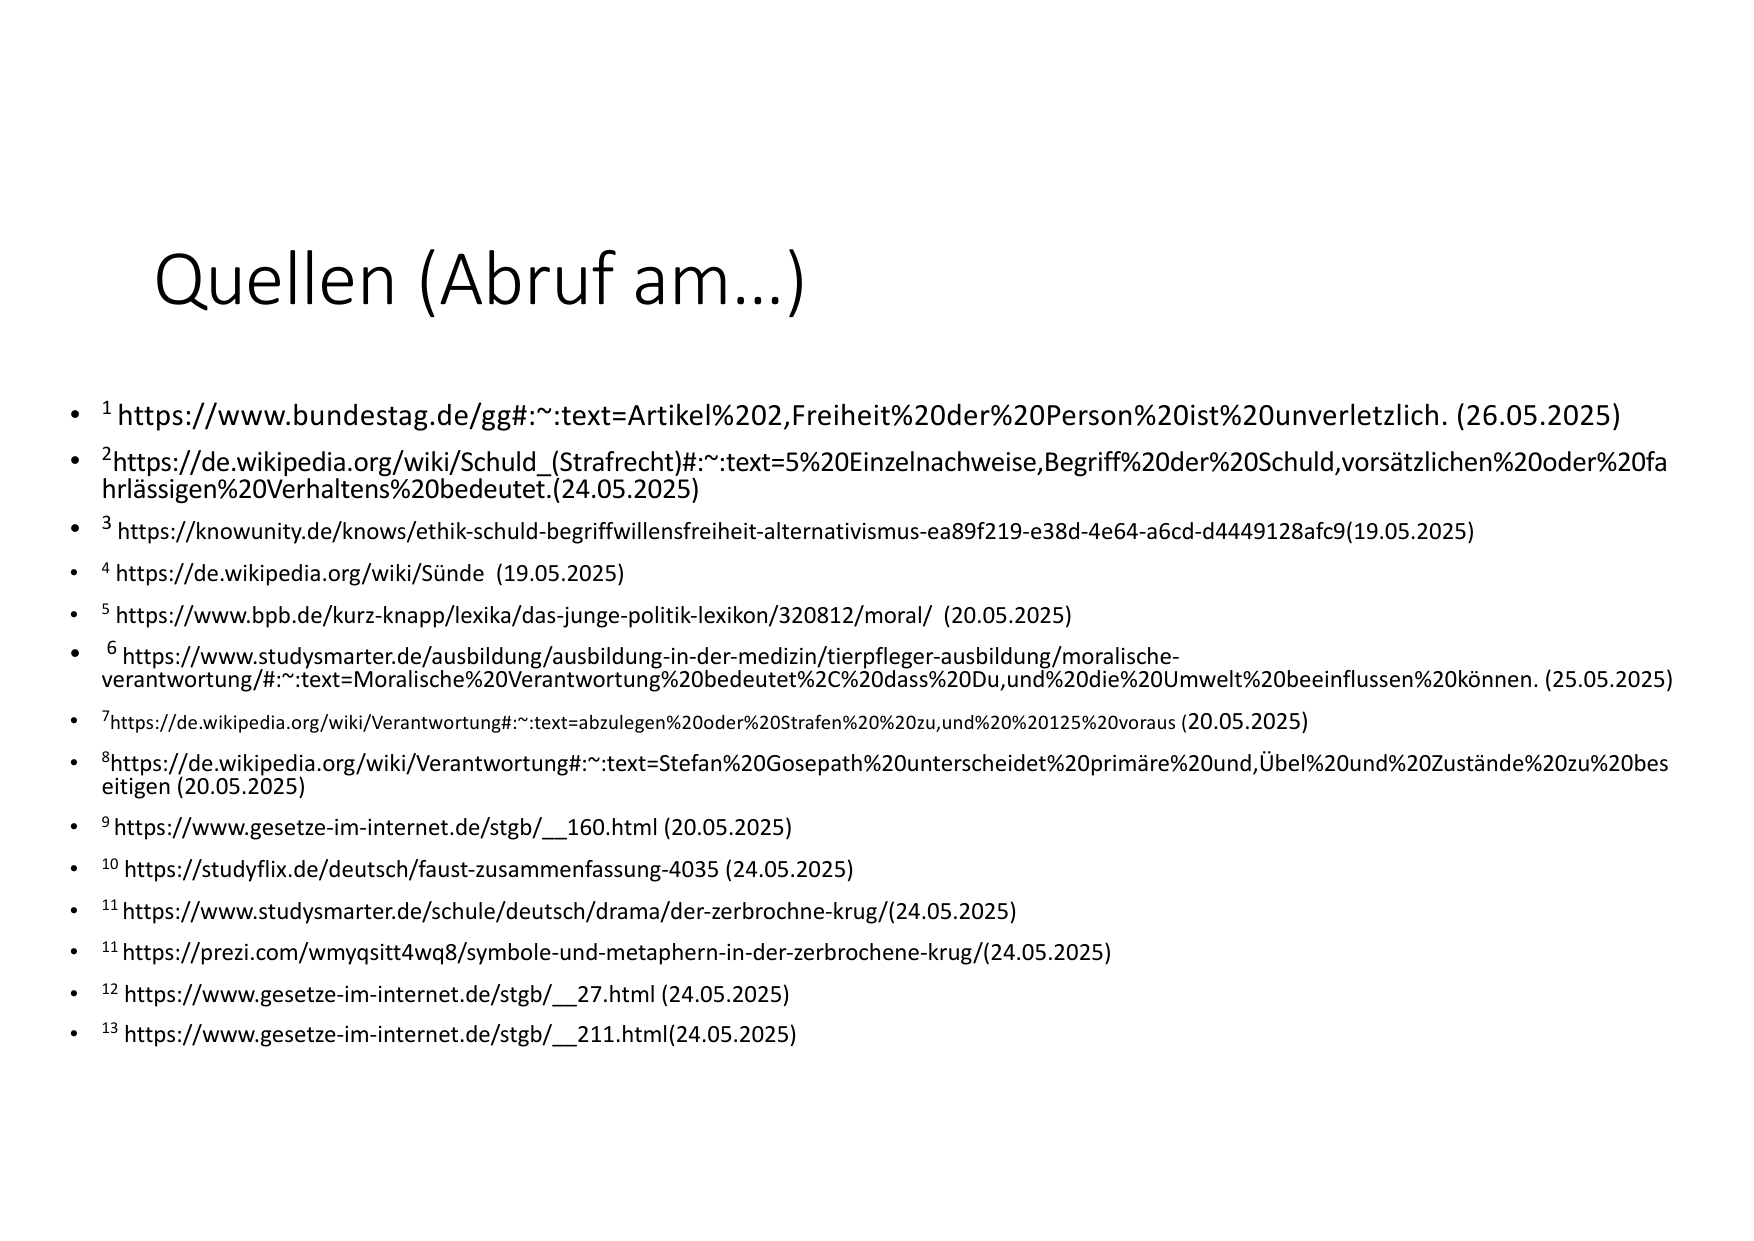 Quellen (Abruf am…)
• 1 https://www.bundestag.de/gg#:~:text=Artikel%202,Freiheit%20der%20Person%20ist%20unverletzlich. (26.05.2025)
• 2https://de.wikipedia.org/wiki/Schuld_(Strafrecht)#:~:text=5%20Einzelnachweise,Begriff%20der%20Schuld,vorsätzlichen%20oder%20fa
hrlässigen%20Verhaltens%20bedeutet.(24.05.2025)
• 3 https://knowunity.de/knows/ethik-schuld-begriffwillensfreiheit-alternativismus-ea89f219-e38d-4e64-a6cd-d4449128afc9(19.05.2025)
• 4 https://de.wikipedia.org/wiki/Sünde (19.05.2025)
• 5 https://www.bpb.de/kurz-knapp/lexika/das-junge-politik-lexikon/320812/moral/ (20.05.2025)
• 6 https://www.studysmarter.de/ausbildung/ausbildung-in-der-medizin/tierpfleger-ausbildung/moralische-
verantwortung/#:~:text=Moralische%20Verantwortung%20bedeutet%2C%20dass%20Du,und%20die%20Umwelt%20beeinflussen%20können. (25.05.2025)
• 7https://de.wikipedia.org/wiki/Verantwortung#:~:text=abzulegen%20oder%20Strafen%20%20zu,und%20%20125%20voraus (20.05.2025)
• 8https://de.wikipedia.org/wiki/Verantwortung#:~:text=Stefan%20Gosepath%20unterscheidet%20primäre%20und,Übel%20und%20Zustände%20zu%20bes
eitigen (20.05.2025)
• 9 https://www.gesetze-im-internet.de/stgb/__160.html (20.05.2025)
• 10 https://studyflix.de/deutsch/faust-zusammenfassung-4035 (24.05.2025)
• 11 https://www.studysmarter.de/schule/deutsch/drama/der-zerbrochne-krug/(24.05.2025)
• 11 https://prezi.com/wmyqsitt4wq8/symbole-und-metaphern-in-der-zerbrochene-krug/(24.05.2025)
• 12 https://www.gesetze-im-internet.de/stgb/__27.html (24.05.2025)
• 13 https://www.gesetze-im-internet.de/stgb/__211.html(24.05.2025)